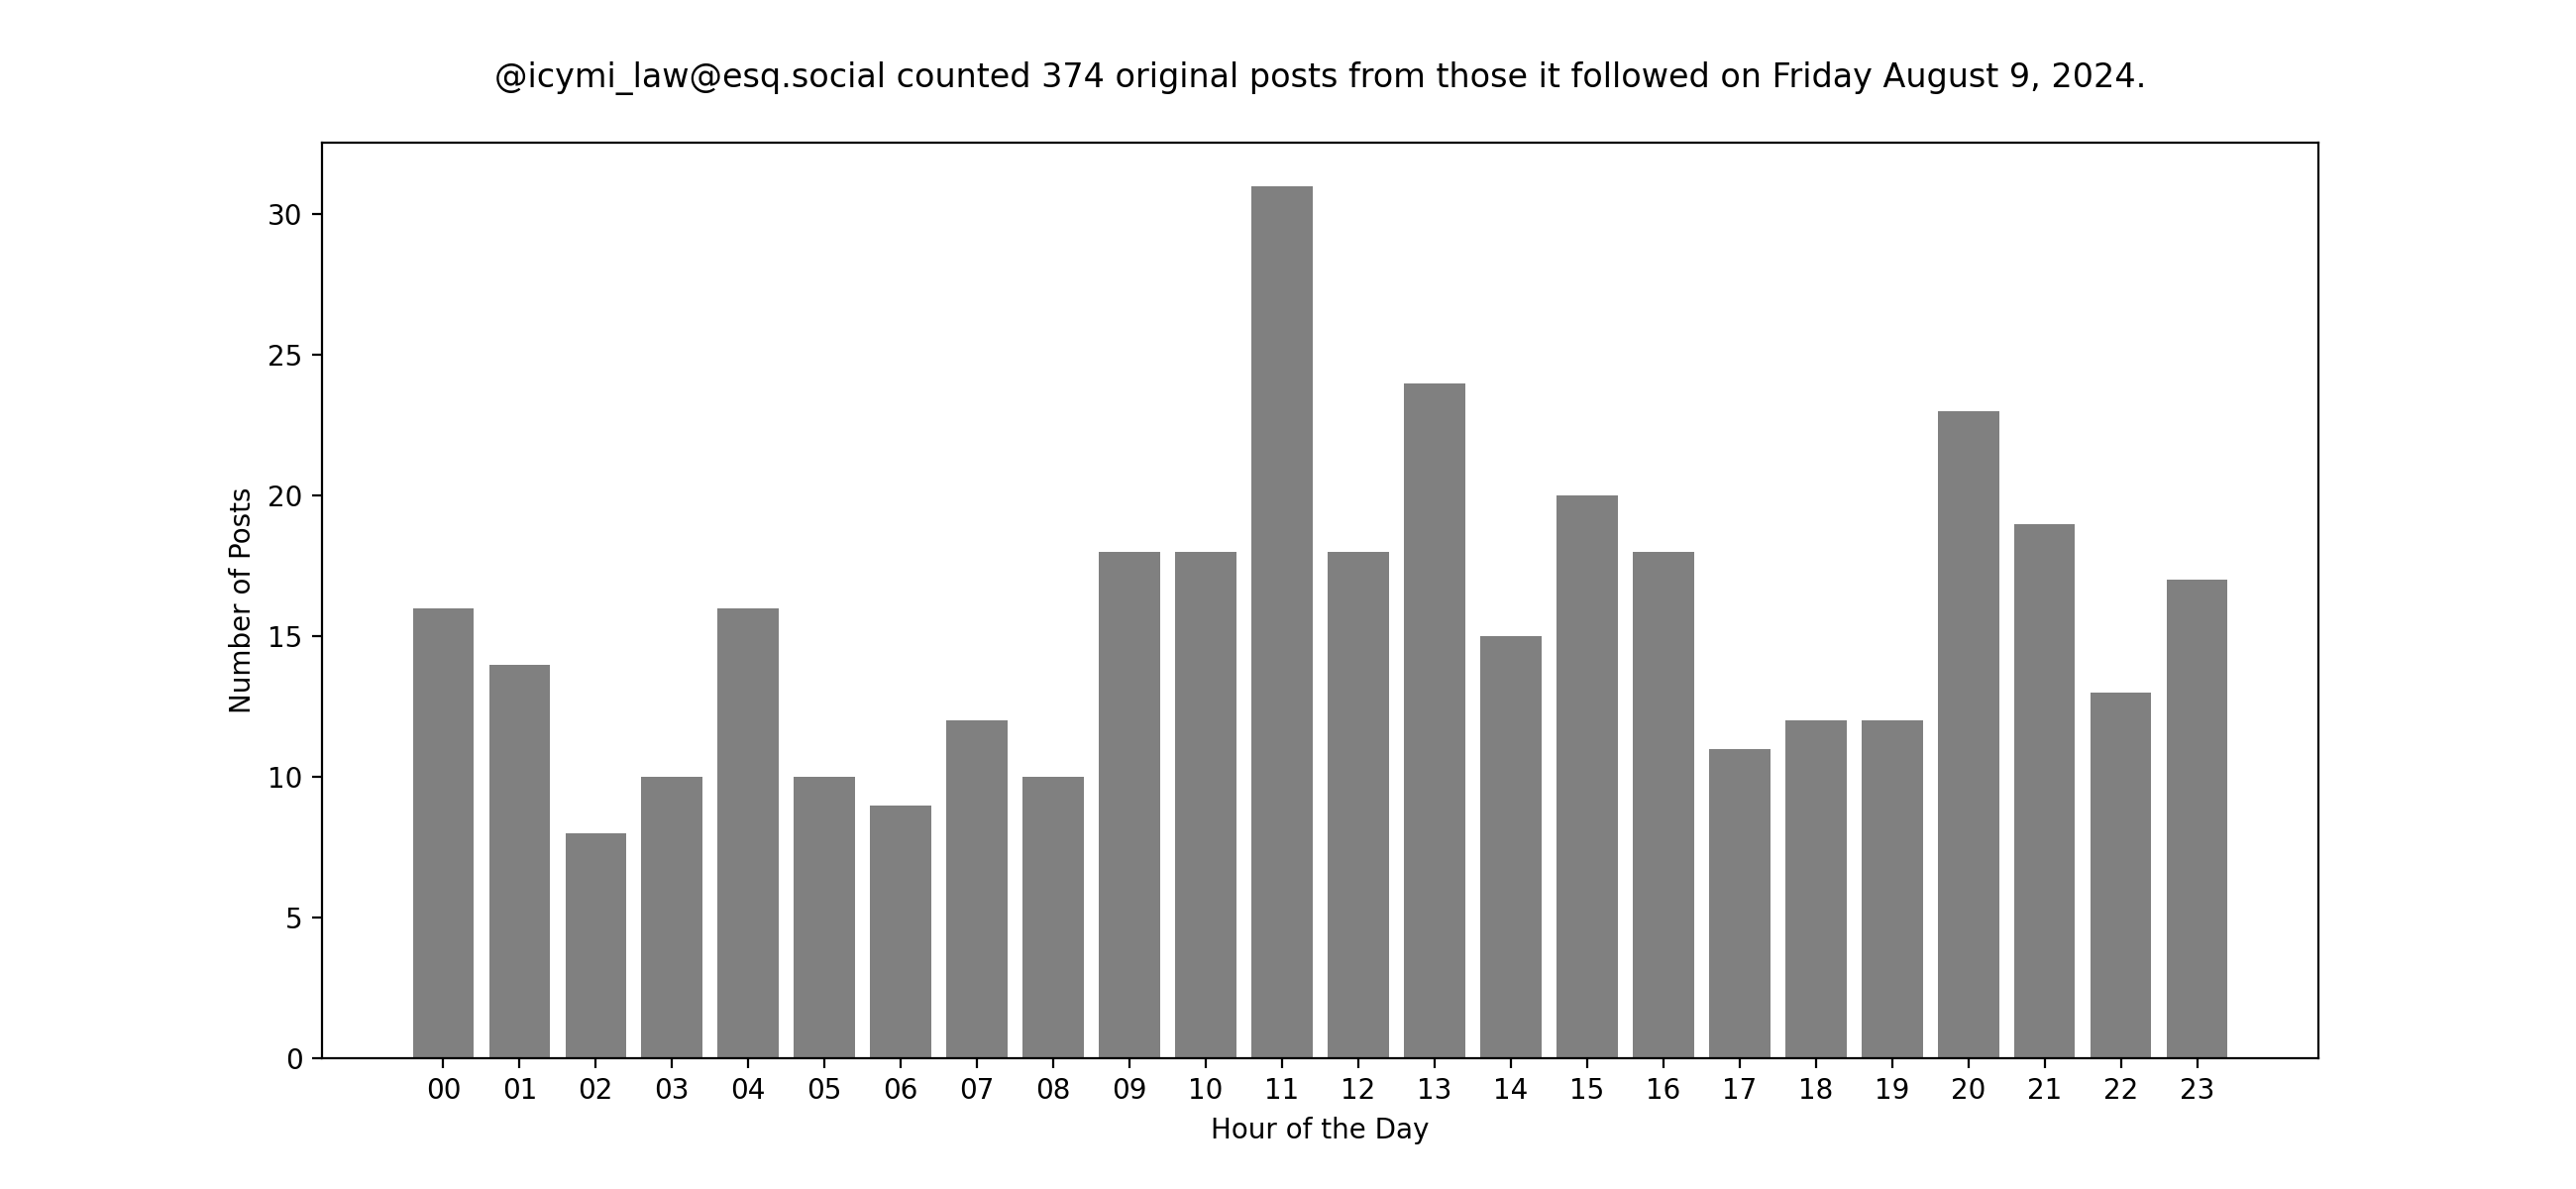 @icymi_law@esq.social counted 374 original posts from those it followed on Friday August 9, 2024.
30
25
20
15
10
5
0
Number of Posts
00 01 02 03 04 05 06 07 08 09 10 11 12 13 14 15 16 17 18 19 20 21 22 23
Hour of the Day